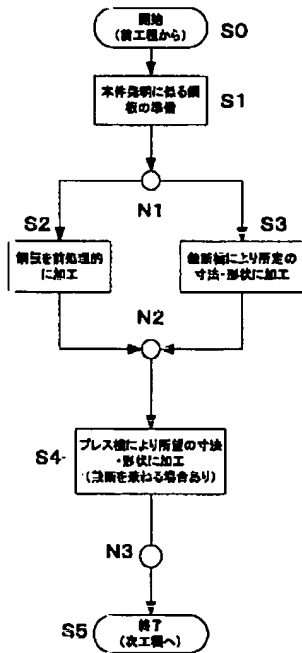 開始
(前工程から)
S0
本件発明に似る鋼
板の準備
S1
N1
S2
S3
鋼板を前処理的
に加工
裁断機により所定の
寸法・形状に加工
N2
S4
プレス機により所望の寸法
・形状に加工
(裁断を兼ねる場合あり)
N3
S5
終了
(次工程へ)